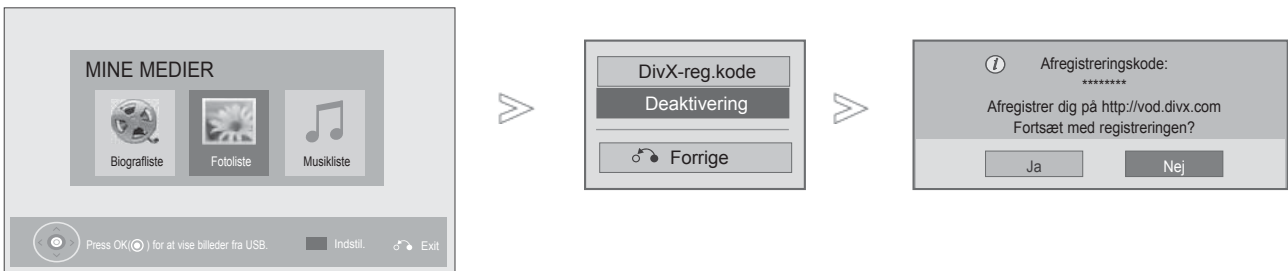 MINE MEDIER
Biografliste
Fotoliste
Musikliste
Press OK(◉) for at vise billeder fra USB.
Indstil.
Exit
DivX-reg.kode
Deaktivering
Forrige
Afregistreringskode:
********
Afregistrer dig på http://vod.divx.com
Fortsæt med registreringen?
Ja
Nej